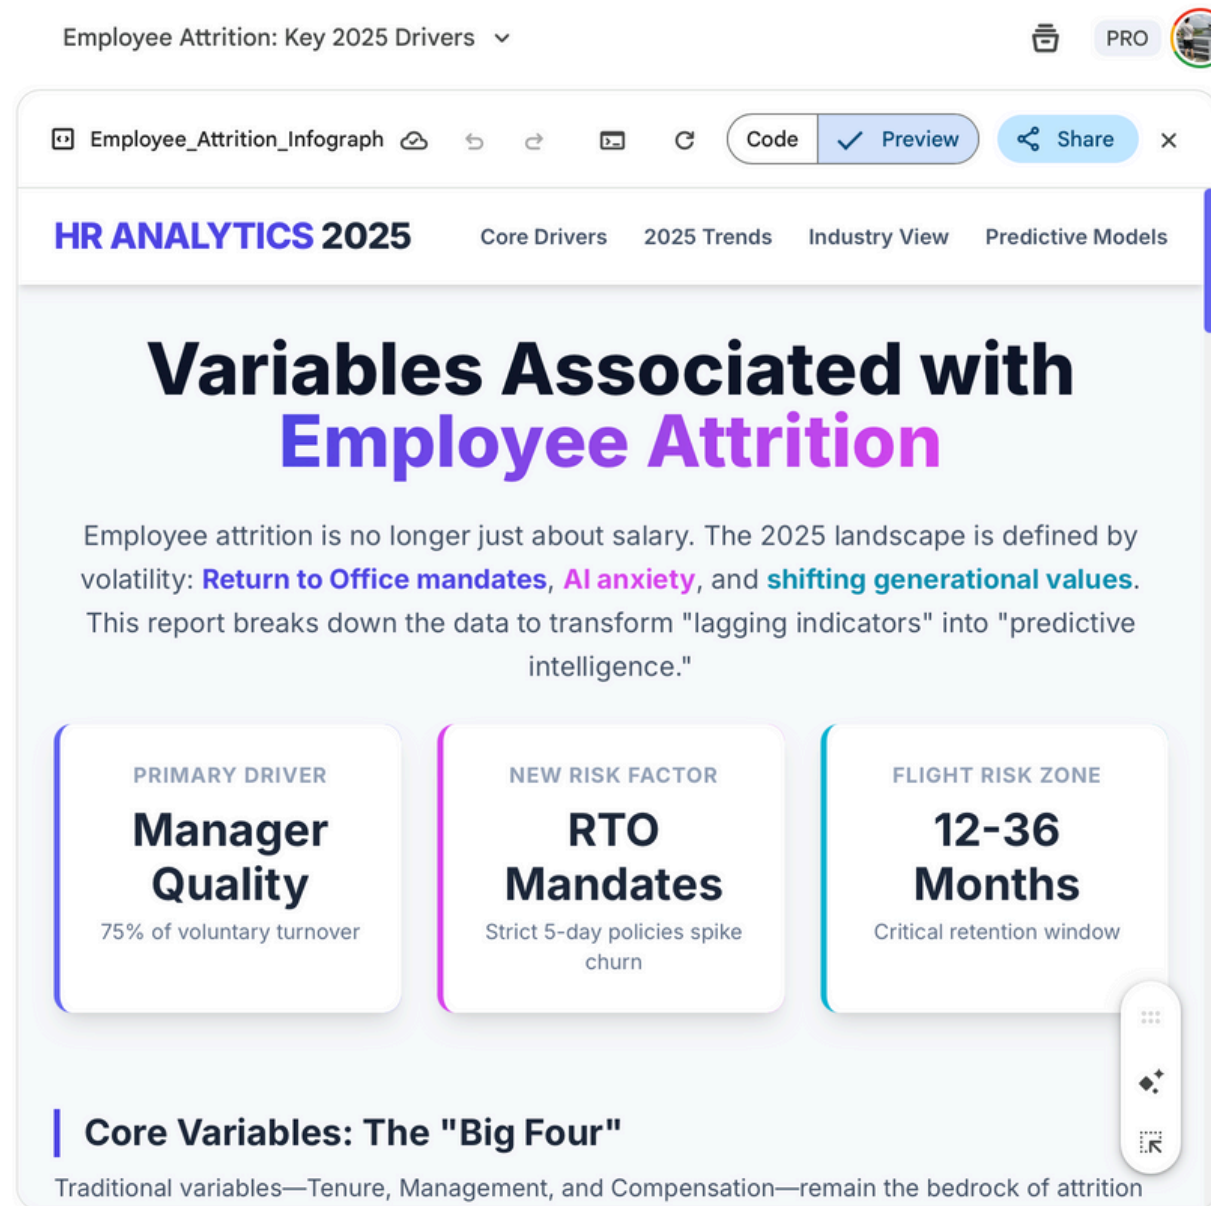 Employee Attrition: Key 2025 Drivers
PRO
Employee_Attrition_Infograph
Code
Preview
Share
HR ANALYTICS 2025
Core Drivers
2025 Trends
Industry View
Predictive Models
Variables Associated with
Employee Attrition
Employee attrition is no longer just about salary. The 2025 landscape is defined by
volatility: Return to Office mandates, AI anxiety, and shifting generational values.
This report breaks down the data to transform "lagging indicators" into "predictive
intelligence."
PRIMARY DRIVER
Manager
Quality
75% of voluntary turnover
NEW RISK FACTOR
RTO
Mandates
Strict 5-day policies spike
churn
FLIGHT RISK ZONE
12-36
Months
Critical retention window
Core Variables: The "Big Four"
Traditional variables—Tenure, Management, and Compensation—remain the bedrock of attrition